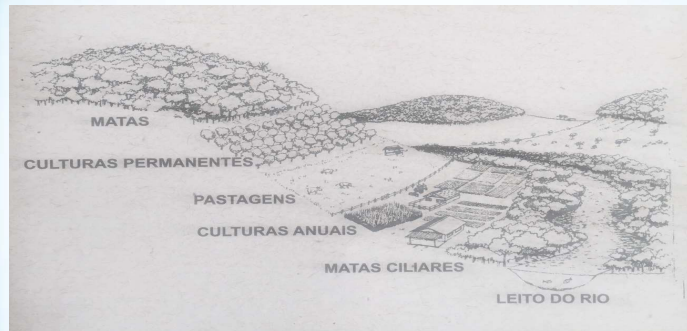 MATAS
CULTURAS PERMANENTES
PASTAGENS
CULTURAS ANUAIS
MATAS CILIARES
LEITO DO RIO